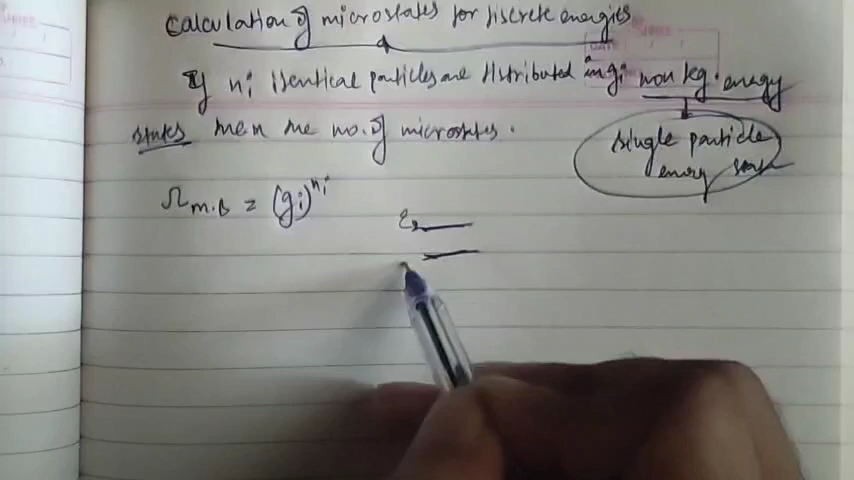 Calculation of microstates for discrete energies
If ni identical particles are distributed in gi non deg. energy
states then the no. of microstates.
single particle
energy state
Ω M.B = (gi)^ni